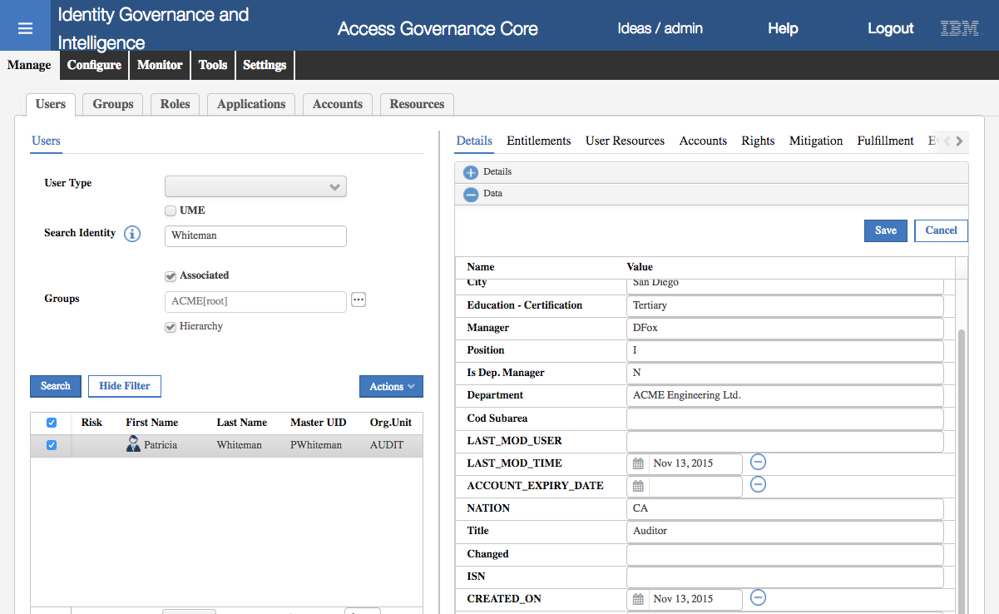 Identity Governance and
Intelligence
Access Governance Core
Ideas / admin
Help
Logout
IBM
Manage
Configure
Monitor
Tools
Settings
Users
Groups
Roles
Applications
Accounts
Resources
Users
User Type
UME
Search Identity
Whiteman
Associated
Groups
ACME[root]
Hierarchy
Search
Hide Filter
Actions
Risk First Name Last Name Master UID Org.Unit
Patricia Whiteman PWhiteman AUDIT
Details
Entitlements
User Resources
Accounts
Rights
Mitigation
Fulfillment
Details
Data
Save
Cancel
Name Value
City San Diego
Education - Certification Tertiary
Manager DFox
Position I
Is Dep. Manager N
Department ACME Engineering Ltd.
Cod Subarea
LAST_MOD_USER
LAST_MOD_TIME Nov 13, 2015
ACCOUNT_EXPIRY_DATE
NATION CA
Title Auditor
Changed
ISN
CREATED_ON Nov 13, 2015